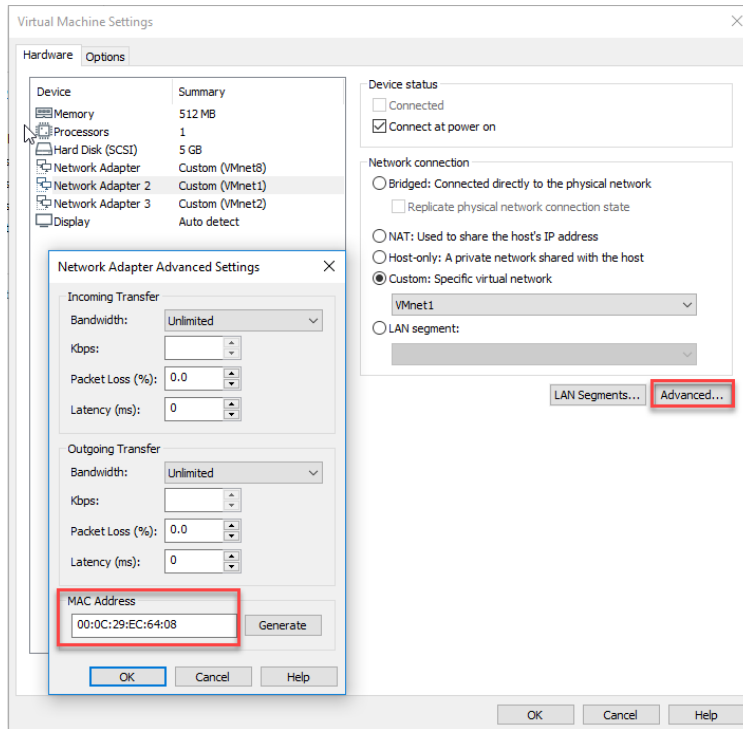 Virtual Machine Settings
Hardware Options
Device Summary
Memory 512 MB
Processors 1
Hard Disk (SCSI) 5 GB
Network Adapter Custom (VMnet8)
Network Adapter 2 Custom (VMnet1)
Network Adapter 3 Custom (VMnet2)
Display Auto detect
Device status
Connected
Connect at power on
Network connection
Bridged: Connected directly to the physical network
Replicate physical network connection state
NAT: Used to share the host's IP address
Host-only: A private network shared with the host
Custom: Specific virtual network
VMnet1
LAN segment:
LAN Segments... Advanced...
Network Adapter Advanced Settings
Incoming Transfer
Bandwidth: Unlimited
Kbps:
Packet Loss (%): 0.0
Latency (ms): 0
Outgoing Transfer
Bandwidth: Unlimited
Kbps:
Packet Loss (%): 0.0
Latency (ms): 0
MAC Address
00:0C:29:EC:64:08 Generate
OK Cancel Help
OK Cancel Help